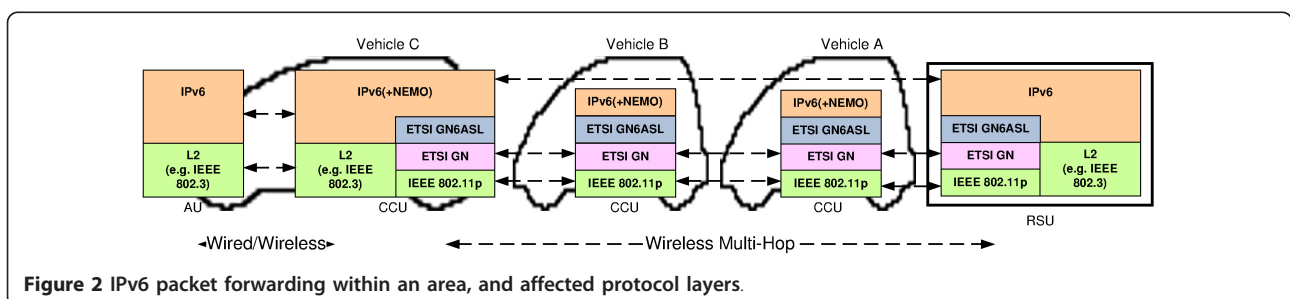 Vehicle C
Vehicle B
Vehicle A
IPv6
L2
(e.g. IEEE
802.3)
AU
IPv6(+NEMO)
ETSI GN6ASL
L2
(e.g. IEEE
802.3)
ETSI GN
IEEE 802.11p
CCU
IPv6(+NEMO)
ETSI GN6ASL
ETSI GN
IEEE 802.11p
CCU
IPv6(+NEMO)
ETSI GN6ASL
ETSI GN
IEEE 802.11p
CCU
IPv6
ETSI GN6ASL
ETSI GN
IEEE 802.11p
L2
(e.g. IEEE
802.3)
RSU
Wired/Wireless
Wireless Multi-Hop
Figure 2 IPv6 packet forwarding within an area, and affected protocol layers.